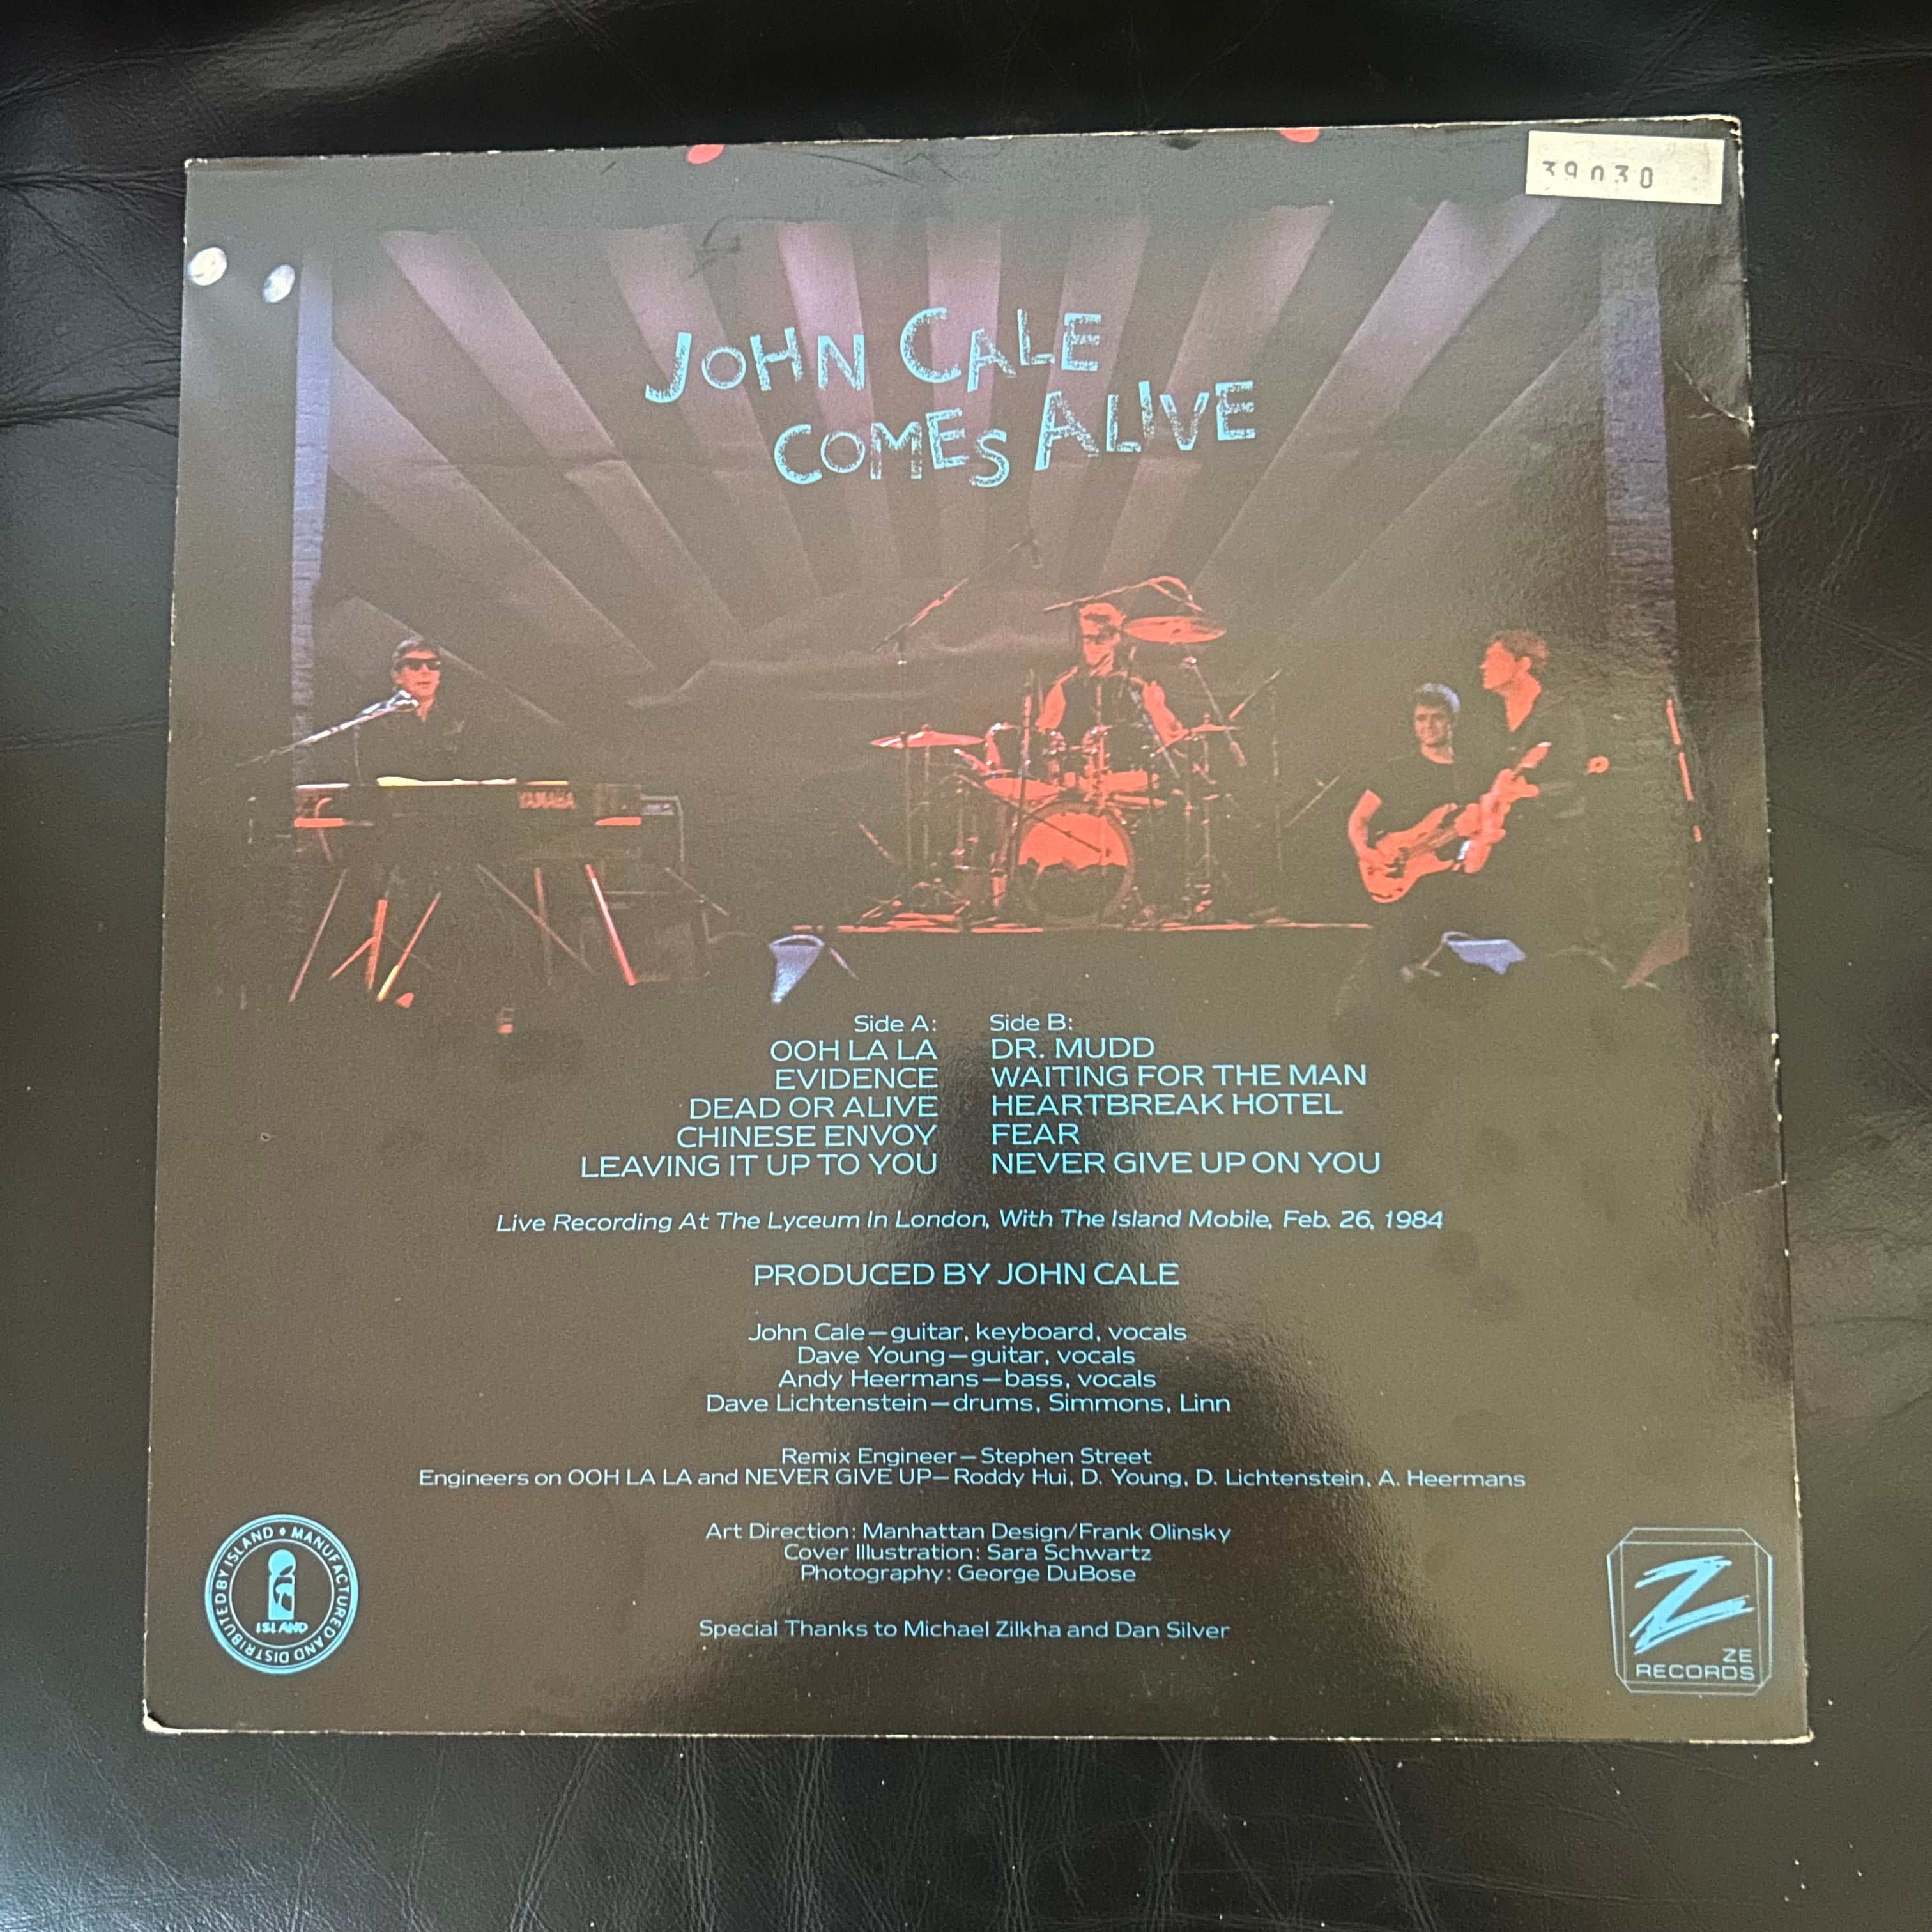 39030
JOHN CALE
COMES ALIVE
YAMAHA
Side A:
OOH LA LA
EVIDENCE
DEAD OR ALIVE
CHINESE ENVOY
LEAVING IT UP TO YOU
Side B:
DR. MUDD
WAITING FOR THE MAN
HEARTBREAK HOTEL
FEAR
NEVER GIVE UP ON YOU
Live Recording At The Lyceum In London, With The Island Mobile, Feb. 26, 1984
PRODUCED BY JOHN CALE
John Cale—guitar, keyboard, vocals
Dave Young—guitar, vocals
Andy Heermans—bass, vocals
Dave Lichtenstein—drums, Simmons, Linn
Remix Engineer—Stephen Street
Engineers on OOH LA LA and NEVER GIVE UP—Roddy Hui, D. Young, D. Lichtenstein, A. Heermans
Art Direction: Manhattan Design/Frank Olinsky
Cover Illustration: Sara Schwartz
Photography: George DuBose
Special Thanks to Michael Zilkha and Dan Silver
MANUFACTURED AND DISTRIBUTED BY ISLAND
ISLAND
ZE
RECORDS